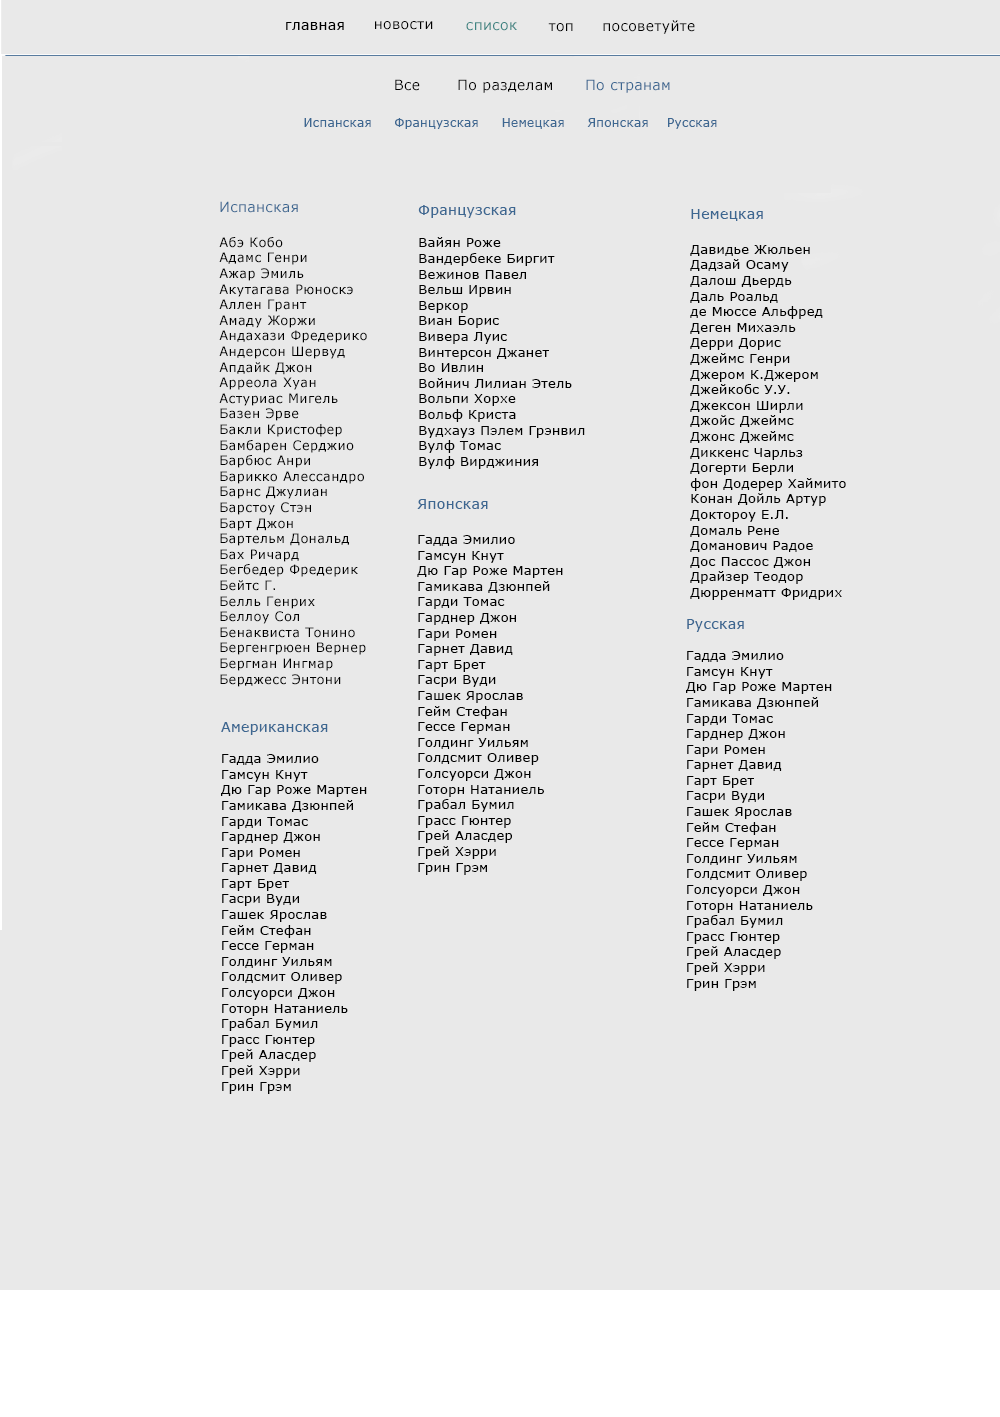 главная новости список топ посоветуйте
Все По разделам По странам
Испанская Французская Немецкая Японская Русская
Испанская
Абэ Кобо
Адамс Генри
Ажар Эмиль
Акутагава Рюноскэ
Аллен Грант
Амаду Жоржи
Андахази Фредерико
Андерсон Шервуд
Апдайк Джон
Арреола Хуан
Астуриас Мигель
Базен Эрве
Бакли Кристофер
Бамбарен Серджио
Барбюс Анри
Барикко Алессандро
Барнс Джулиан
Барстоу Стэн
Барт Джон
Бартельм Дональд
Бах Ричард
Бегбедер Фредерик
Бейтс Г.
Белль Генрих
Беллоу Сол
Бенаквиста Тонино
Бергенгрюен Вернер
Бергман Ингмар
Берджесс Энтони
Американская
Гадда Эмилио
Гамсун Кнут
Дю Гар Роже Мартен
Гамикава Дзюнпей
Гарди Томас
Гарднер Джон
Гари Ромен
Гарнет Давид
Гарт Брет
Гасри Вуди
Гашек Ярослав
Гейм Стефан
Гессе Герман
Голдинг Уильям
Голдсмит Оливер
Голсуорси Джон
Готорн Натаниель
Грабал Бумил
Грасс Гюнтер
Грей Аласдер
Грей Хэрри
Грин Грэм
Французская
Вайян Роже
Вандербеке Биргит
Вежинов Павел
Вельш Ирвин
Веркор
Виан Борис
Вивера Луис
Винтерсон Джанет
Во Ивлин
Войнич Лилиан Этель
Вольпи Хорхе
Вольф Криста
Вудхауз Пэлем Грэнвил
Вулф Томас
Вулф Вирджиния
Японская
Гадда Эмилио
Гамсун Кнут
Дю Гар Роже Мартен
Гамикава Дзюнпей
Гарди Томас
Гарднер Джон
Гари Ромен
Гарнет Давид
Гарт Брет
Гасри Вуди
Гашек Ярослав
Гейм Стефан
Гессе Герман
Голдинг Уильям
Голдсмит Оливер
Голсуорси Джон
Готорн Натаниель
Грабал Бумил
Грасс Гюнтер
Грей Аласдер
Грей Хэрри
Грин Грэм
Немецкая
Давидье Жюльен
Дадзай Осаму
Далош Дьердь
Даль Роальд
де Мюссе Альфред
Деген Михаэль
Дерри Дорис
Джеймс Генри
Джером К.Джером
Джейкобс У.У.
Джексон Ширли
Джойс Джеймс
Джонс Джеймс
Диккенс Чарльз
Догерти Берли
фон Додерер Хаймито
Конан Дойль Артур
Доктороу Е.Л.
Домаль Рене
Доманович Радое
Дос Пассос Джон
Драйзер Теодор
Дюрренматт Фридрих
Русская
Гадда Эмилио
Гамсун Кнут
Дю Гар Роже Мартен
Гамикава Дзюнпей
Гарди Томас
Гарднер Джон
Гари Ромен
Гарнет Давид
Гарт Брет
Гасри Вуди
Гашек Ярослав
Гейм Стефан
Гессе Герман
Голдинг Уильям
Голдсмит Оливер
Голсуорси Джон
Готорн Натаниель
Грабал Бумил
Грасс Гюнтер
Грей Аласдер
Грей Хэрри
Грин Грэм